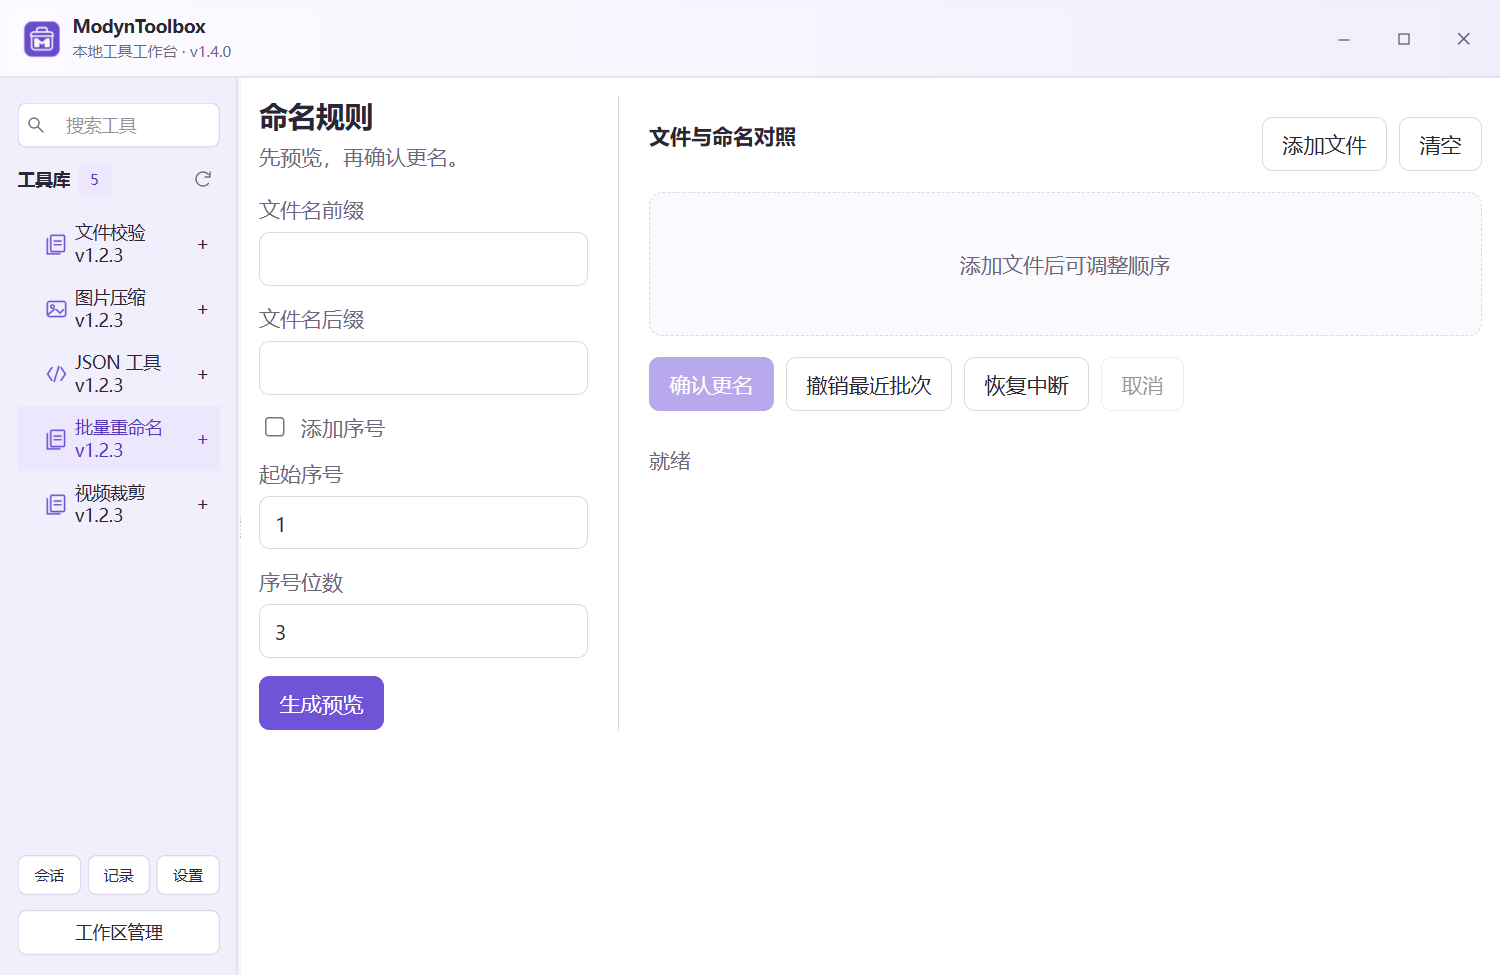 ModynToolbox
本地工具工作台 · v1.4.0
搜索工具
工具库 5
文件校验
v1.2.3
+
图片压缩
v1.2.3
+
JSON 工具
v1.2.3
+
批量重命名
v1.2.3
+
视频裁剪
v1.2.3
+
会话 记录 设置
工作区管理
命名规则
先预览，再确认更名。
文件名前缀
文件名后缀
添加序号
起始序号
1
序号位数
3
生成预览
文件与命名对照
添加文件 清空
添加文件后可调整顺序
确认更名 撤销最近批次 恢复中断 取消
就绪